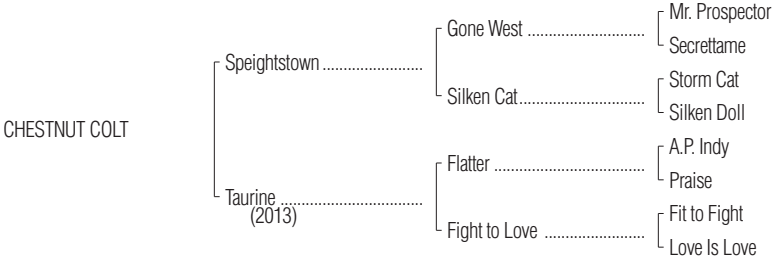 Mr. Prospector
Gone West ..............................
Secrettame
Speightstown..........................
Storm Cat
Silken Cat................................
Silken Doll
CHESTNUT COLT
A.P. Indy
Flatter ......................................
Praise
Taurine .....................................
(2013)
Fit to Fight
Fight to Love ..........................
Love Is Love